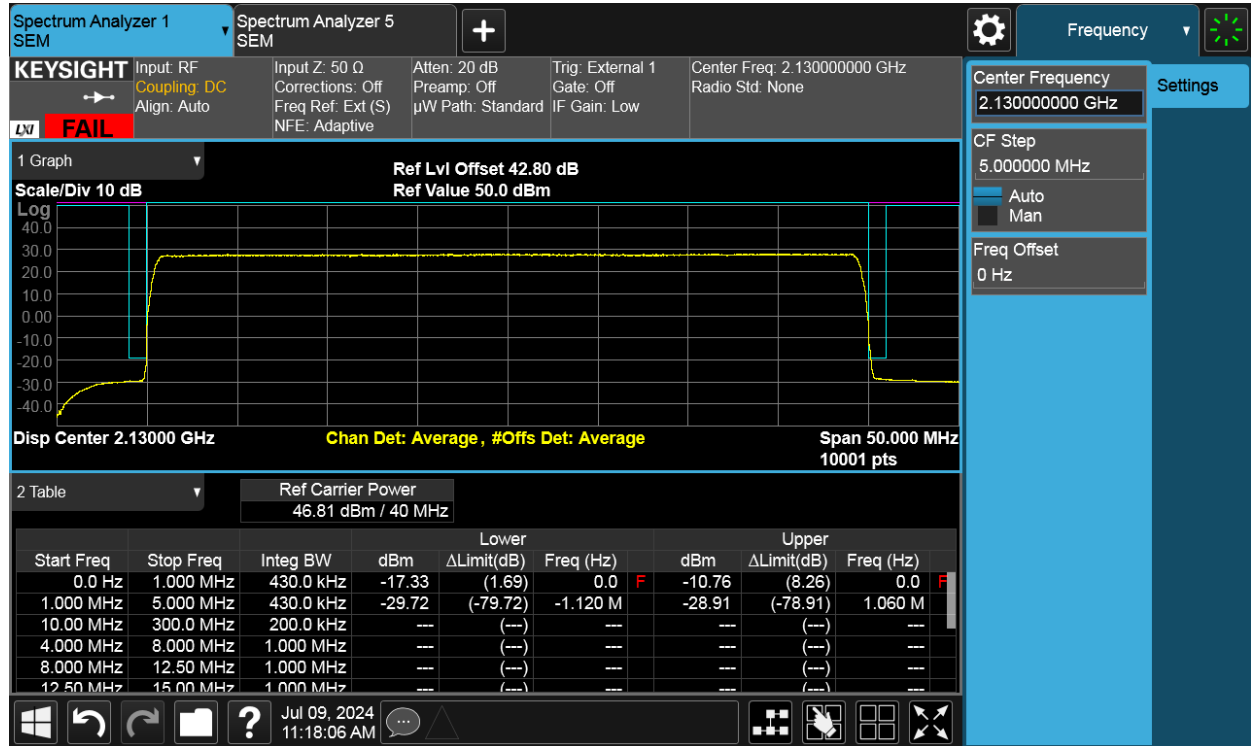 Spectrum Analyzer 1
SEM
Spectrum Analyzer 5
SEM
Frequency
KEYSIGHT
LXI
FAIL
Input: RF
Coupling: DC
Align: Auto
Input Z: 50 Ω
Corrections: Off
Freq Ref: Ext (S)
NFE: Adaptive
Atten: 20 dB
Preamp: Off
µW Path: Standard
Trig: External 1
Gate: Off
IF Gain: Low
Center Freq: 2.130000000 GHz
Radio Std: None
Center Frequency
2.130000000 GHz
Settings
CF Step
5.000000 MHz
Auto
Man
Freq Offset
0 Hz
1 Graph
Scale/Div 10 dB
Ref Lvl Offset 42.80 dB
Ref Value 50.0 dBm
Log
40.0
30.0
20.0
10.0
0.00
-10.0
-20.0
-30.0
-40.0
Disp Center 2.13000 GHz
Chan Det: Average , #Offs Det: Average
Span 50.000 MHz
10001 pts
2 Table
Ref Carrier Power
46.81 dBm / 40 MHz
Lower Upper
Start Freq Stop Freq Integ BW dBm ΔLimit(dB) Freq (Hz) dBm ΔLimit(dB) Freq (Hz)
0.0 Hz 1.000 MHz 430.0 kHz -17.33 (1.69) 0.0 F -10.76 (8.26) 0.0 F
1.000 MHz 5.000 MHz 430.0 kHz -29.72 (-79.72) -1.120 M -28.91 (-78.91) 1.060 M
10.00 MHz 300.0 MHz 200.0 kHz --- (---) --- --- (---) ---
4.000 MHz 8.000 MHz 1.000 MHz --- (---) --- --- (---) ---
8.000 MHz 12.50 MHz 1.000 MHz --- (---) --- --- (---) ---
12.50 MHz 15.00 MHz 1.000 MHz --- (---) --- --- (---) ---
?
Jul 09, 2024
11:18:06 AM